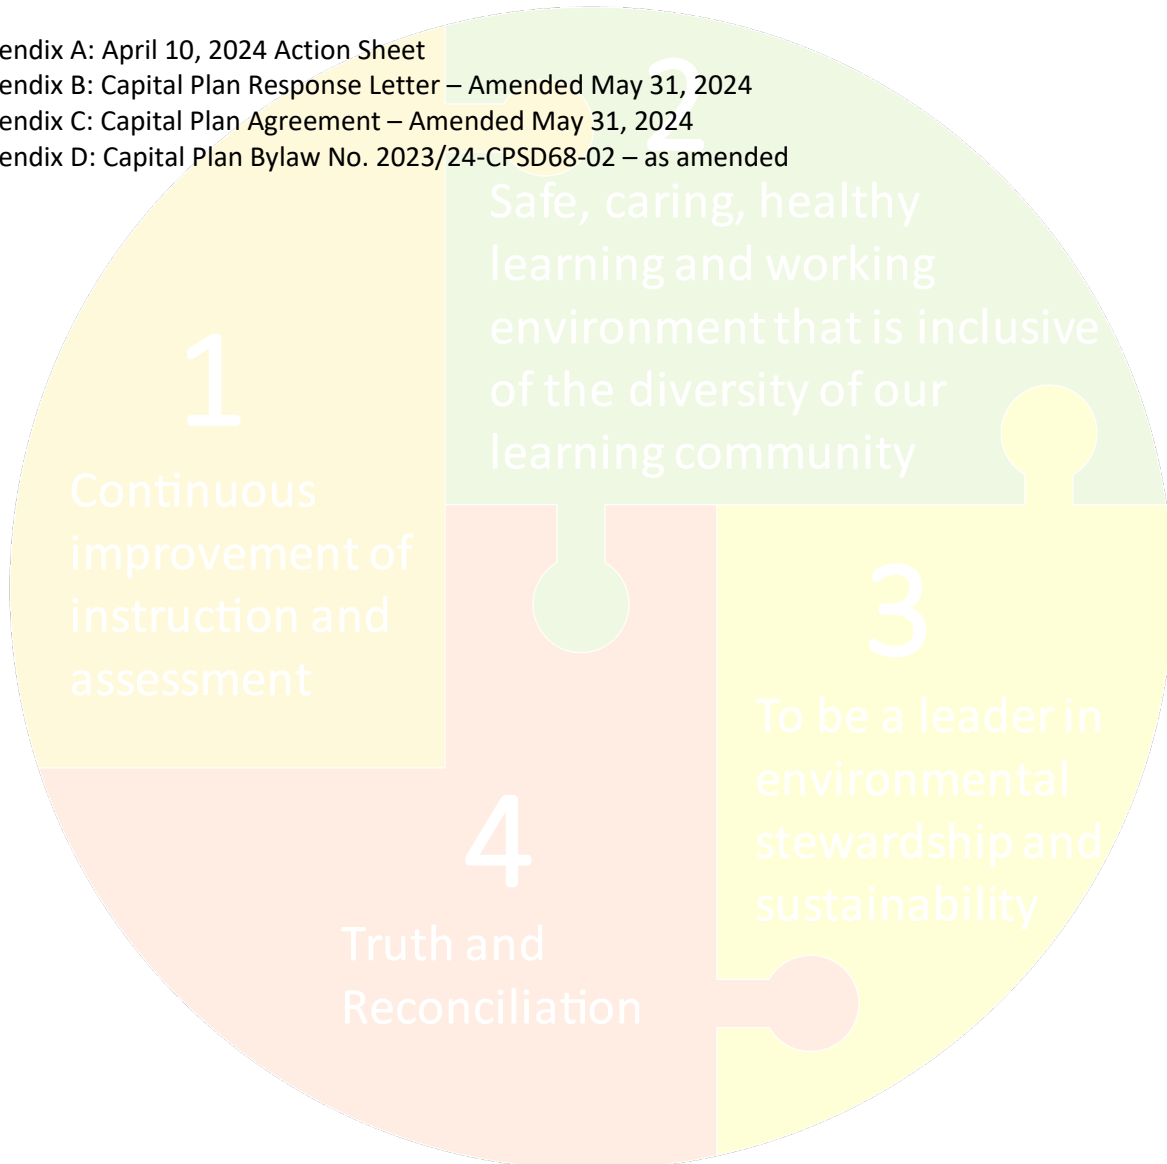 endix A: April 10, 2024 Action Sheet
endix B: Capital Plan Response Letter – Amended May 31, 2024
endix C: Capital Plan Agreement – Amended May 31, 2024
endix D: Capital Plan Bylaw No. 2023/24-CPSD68-02 – as amended
2
Safe, caring, healthy
learning and working
environment that is inclusive
of the diversity of our
learning community
1
Continuous
improvement of
instruction and
assessment
3
To be a leader in
environmental
stewardship and
sustainability
4
Truth and
Reconciliation